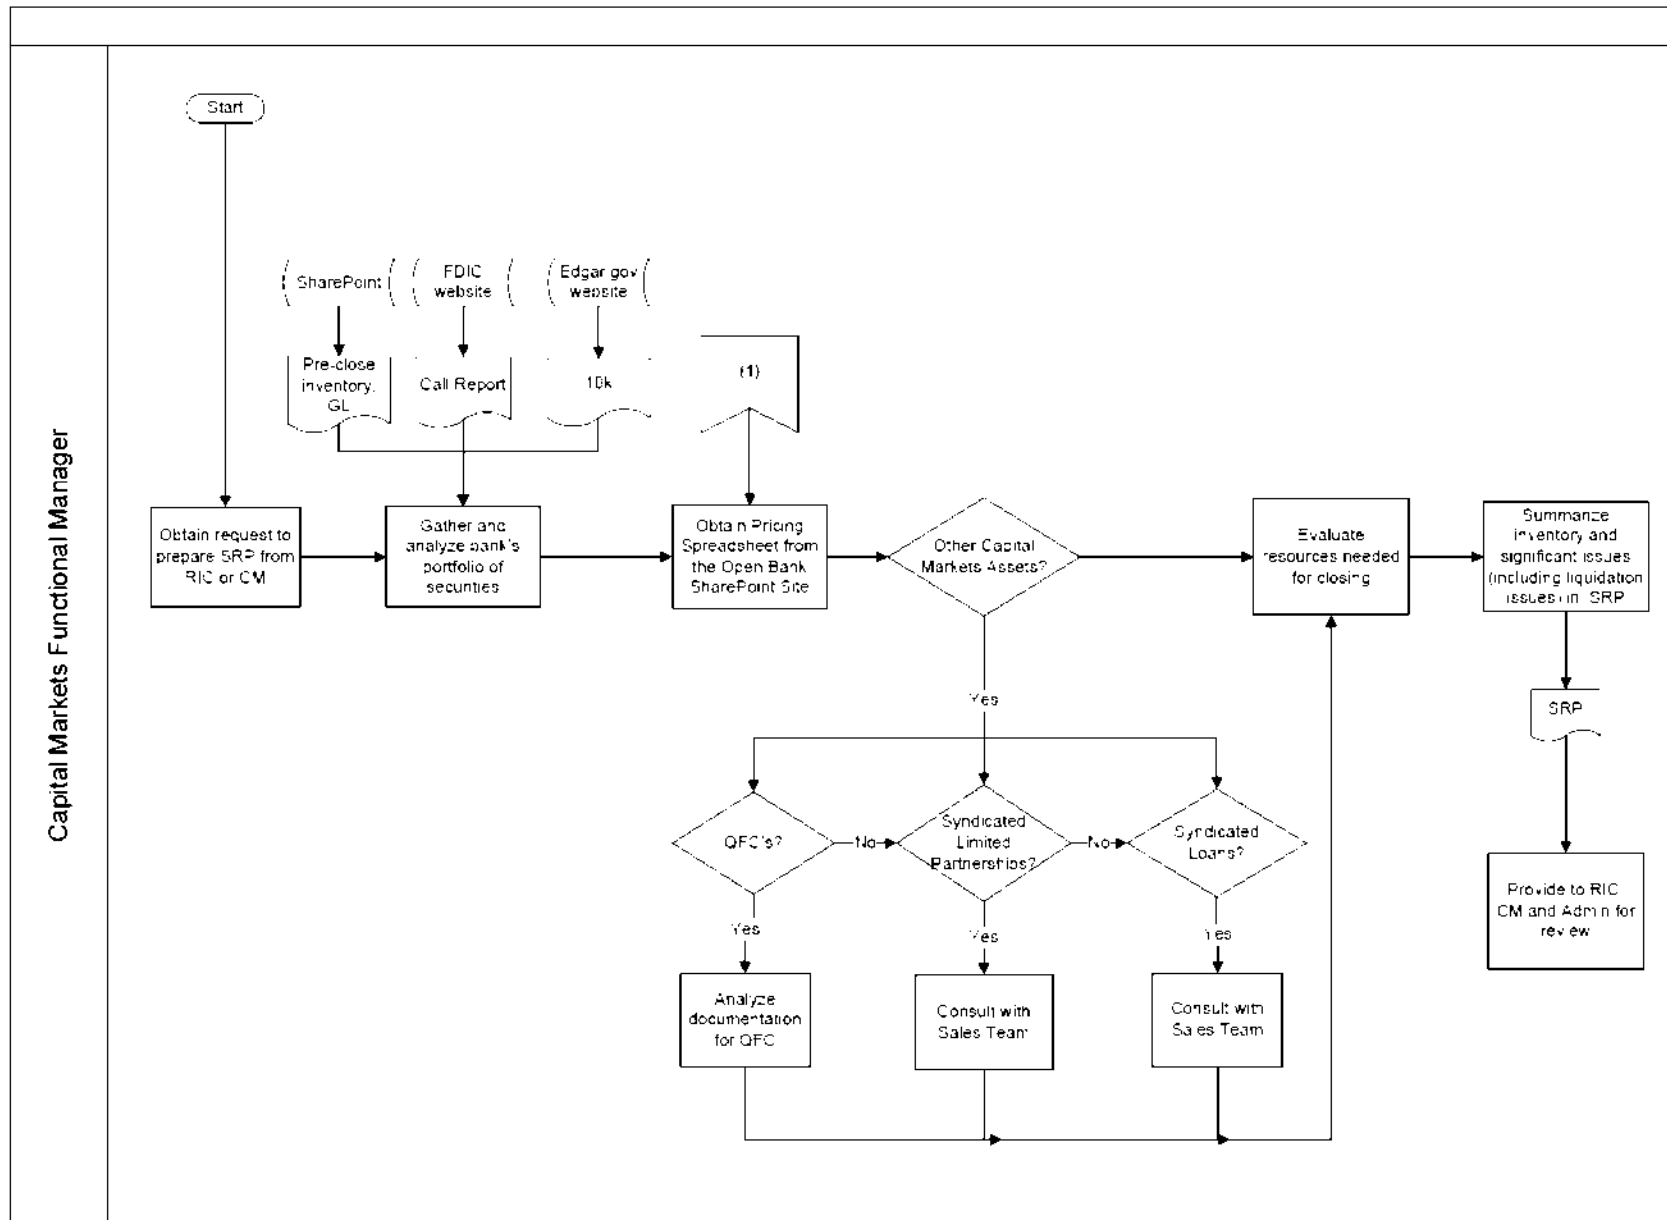 Capital Markets Functional Manager
Start
SharePoint
FDIC
website
Edgar gov
website
Pre-close
inventory,
GL
Call Report
10k
(1)
Obtain request to
prepare SRP from
RIC or CM
Gather and
analyze bank's
portfolio of
securities
Obtain Pricing
Spreadsheet from
the Open Bank
SharePoint Site
Other Capital
Markets Assets?
Evaluate
resources needed
for closing
Summarize
inventory and
significant issues
(including liquidation
issues) in SRP
Yes
SRP
QFC's?
No
Syndicated
Limited
Partnerships?
No
Syndicated
Loans?
Provide to RIC
CM and Admin for
review
Yes
Yes
Yes
Analyze
documentation
for QFC
Consult with
Sales Team
Consult with
Sales Team